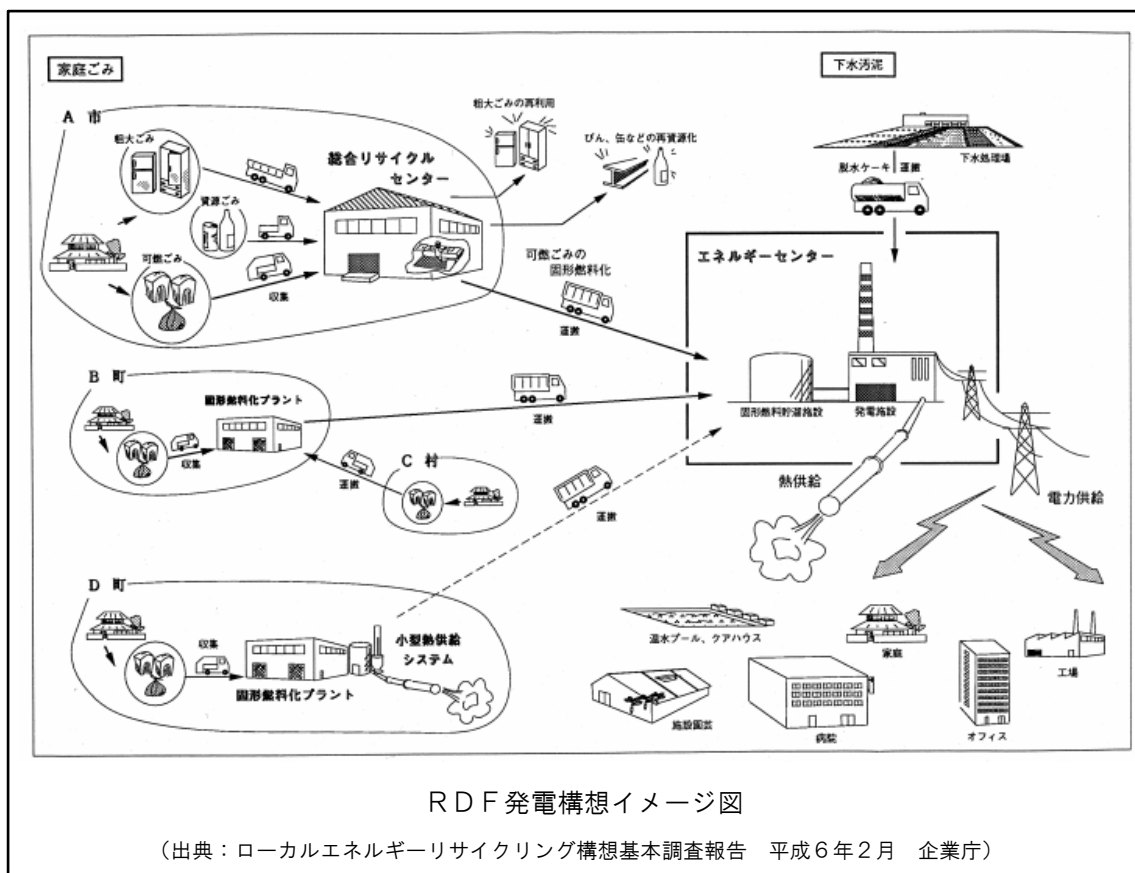 家庭ごみ
下水汚泥
A 市
粗大ごみ
資源ごみ
可燃ごみ
収集
総合リサイクル
センター
粗大ごみの再利用
びん、缶などの再資源化
可燃ごみの
固形燃料化
運搬
脱水ケーキ
運搬
下水処理場
エネルギーセンター
固形燃料貯溜施設
発電施設
熱供給
電力供給
B 町
固形燃料化プラント
収集
運搬
C 村
運搬
運搬
D 町
収集
固形燃料化プラント
小型熱供給
システム
温水プール、ケアハウス
家庭
工場
施設園芸
病院
オフィス
RDF発電構想イメージ図
(出典:ローカルエネルギーリサイクリング構想基本調査報告 平成6年2月 企業庁)